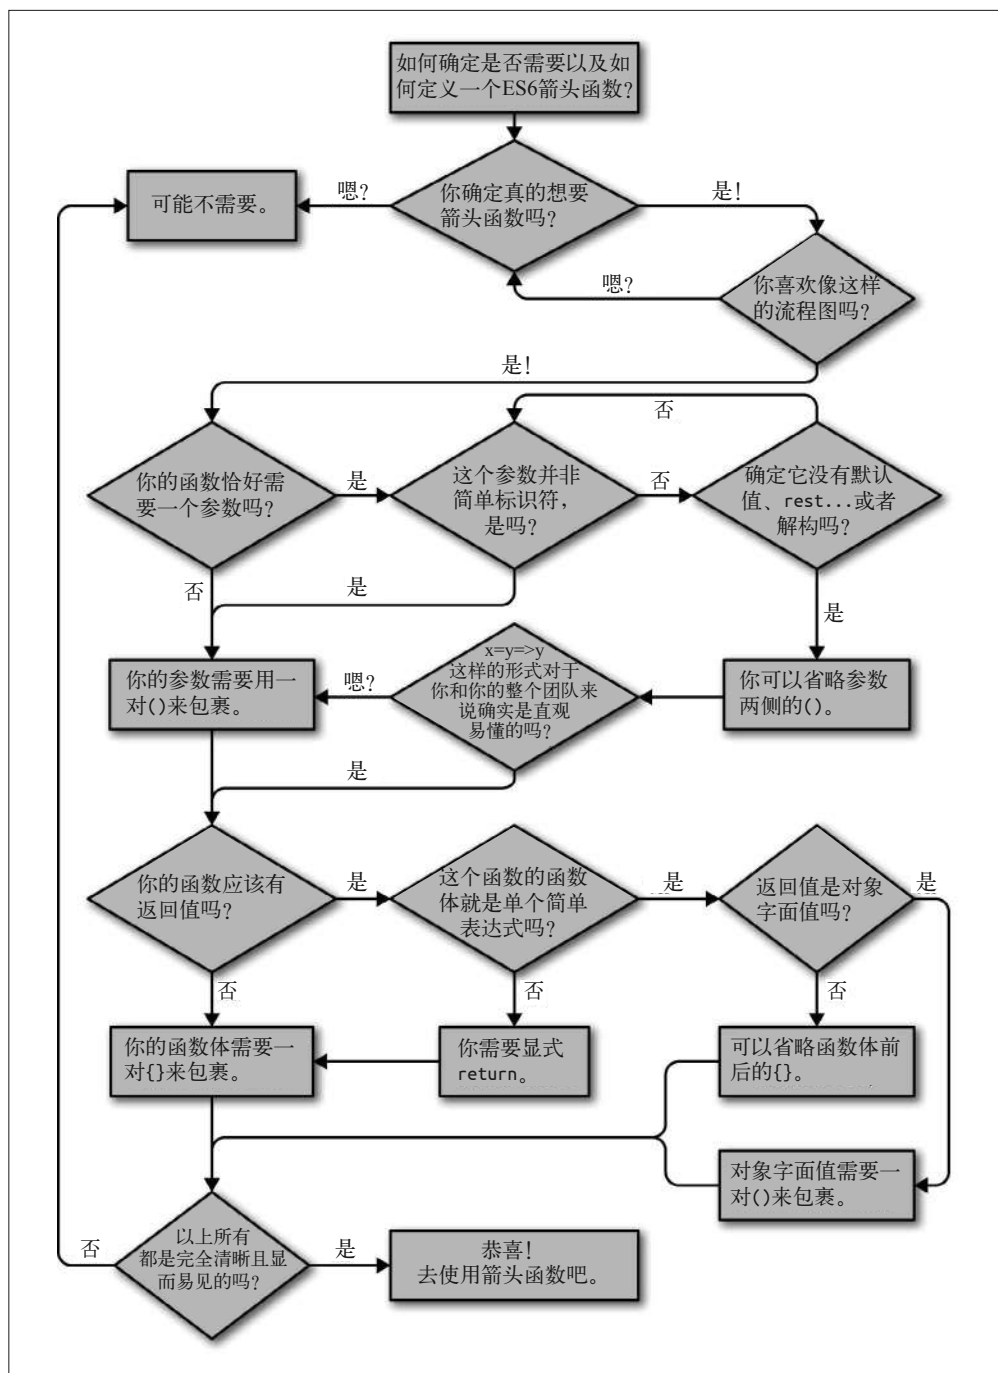 如何确定是否需要以及如
何定义一个ES6箭头函数?
可能不需要。
嗯?
你确定真的想要
箭头函数吗?
是!
嗯?
你喜欢像这样
的流程图吗?
是!
否
你的函数恰好需
要一个参数吗?
是
这个参数并非
简单标识符,
是吗?
否
确定它没有默认
值、rest...或者
解构吗?
否
是
是
你的参数需要用一
对()来包裹。
嗯?
x=y=>y
这样的形式对于
你和你的整个团队来
说确实是直观
易懂的吗?
你可以省略参数
两侧的()。
是
你的函数应该有
返回值吗?
是
这个函数的函数
体就是单个简单
表达式吗?
是
返回值是对象
字面值吗?
是
否
否
否
你的函数体需要一
对{}来包裹。
你需要显式
return。
可以省略函数体前
后的{}。
对象字面值需要一
对()来包裹。
否
以上所有
都是完全清晰且显
而易见的吗?
是
恭喜!
去使用箭头函数吧。